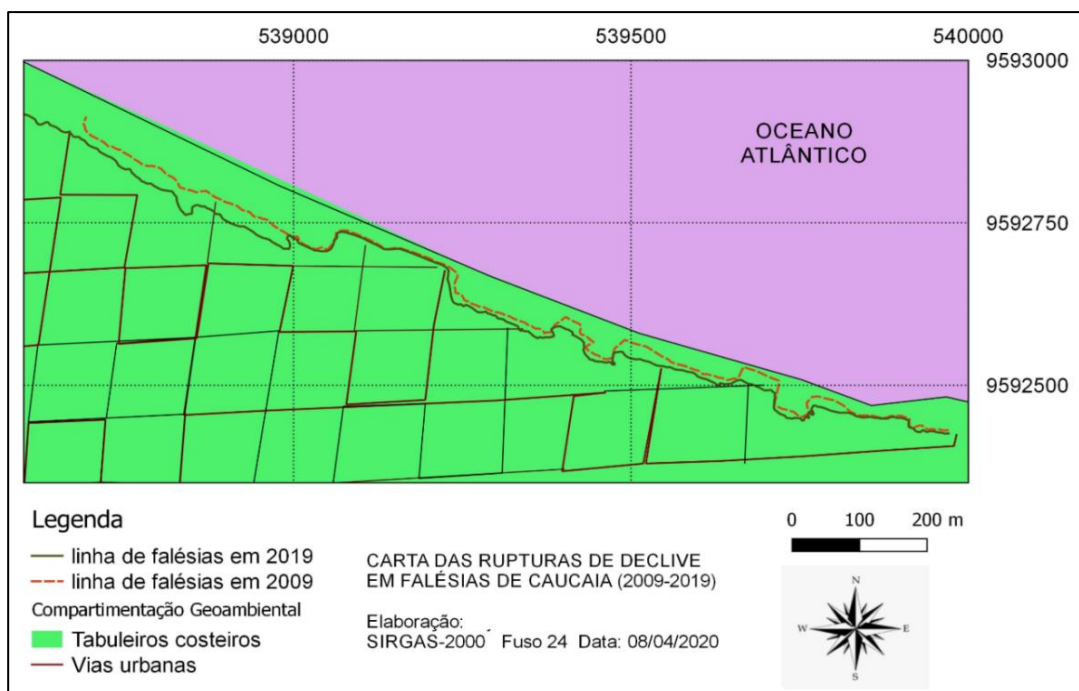 539000 539500 540000
9593000
OCEANO
ATLÂNTICO
9592750
9592500
Legenda
linha de falésias em 2019
linha de falésias em 2009
Compartimentação Geoambiental
Tabuleiros costeiros
Vias urbanas
CARTA DAS RUPTURAS DE DECLIVE
EM FALÉSIAS DE CAUCAIA (2009-2019)
Elaboração:
SIRGAS-2000 Fuso 24 Data: 08/04/2020
0 100 200 m
N
W E
S